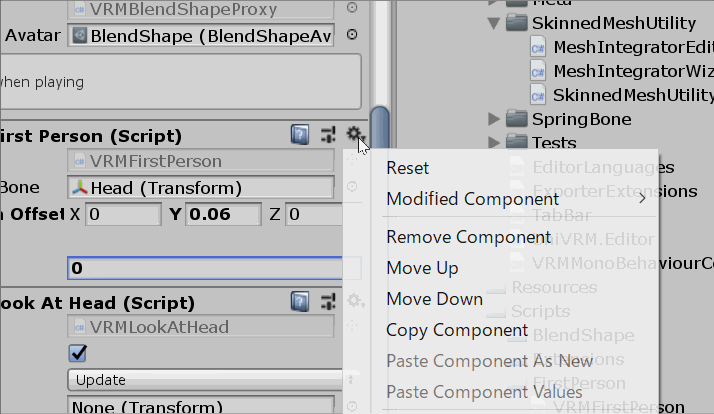 VRMBlendShapeProxy
Avatar
BlendShape (BlendShapeAv
when playing
First Person (Script)
VRMFirstPerson
Bone
Head (Transform)
Offset X 0 Y 0.06 Z 0
0
Look At Head (Script)
VRMLookAtHead
Update
None (Transform)
Reset
Modified Component
Remove Component
Move Up
Move Down
Copy Component
Paste Component As New
Paste Component Values
Meta
SkinnedMeshUtility
MeshIntegratorEdi
MeshIntegratorWiz
SkinnedMeshUtility
SpringBone
Tests
EditorLanguages
ExporterExtensions
TabBar
UniVRM.Editor
VRMMonoBehaviourCo
Resources
Scripts
BlendShape
Extensions
FirstPerson
VRMFirstPerson